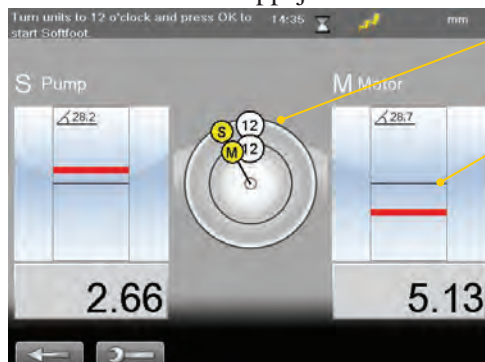 Turn units to 12 o'clock and press OK to
start Softfoot.
14:35
mm
S Pump
M Motor
28.2
28.7
S
12
M
12
2.66
5.13